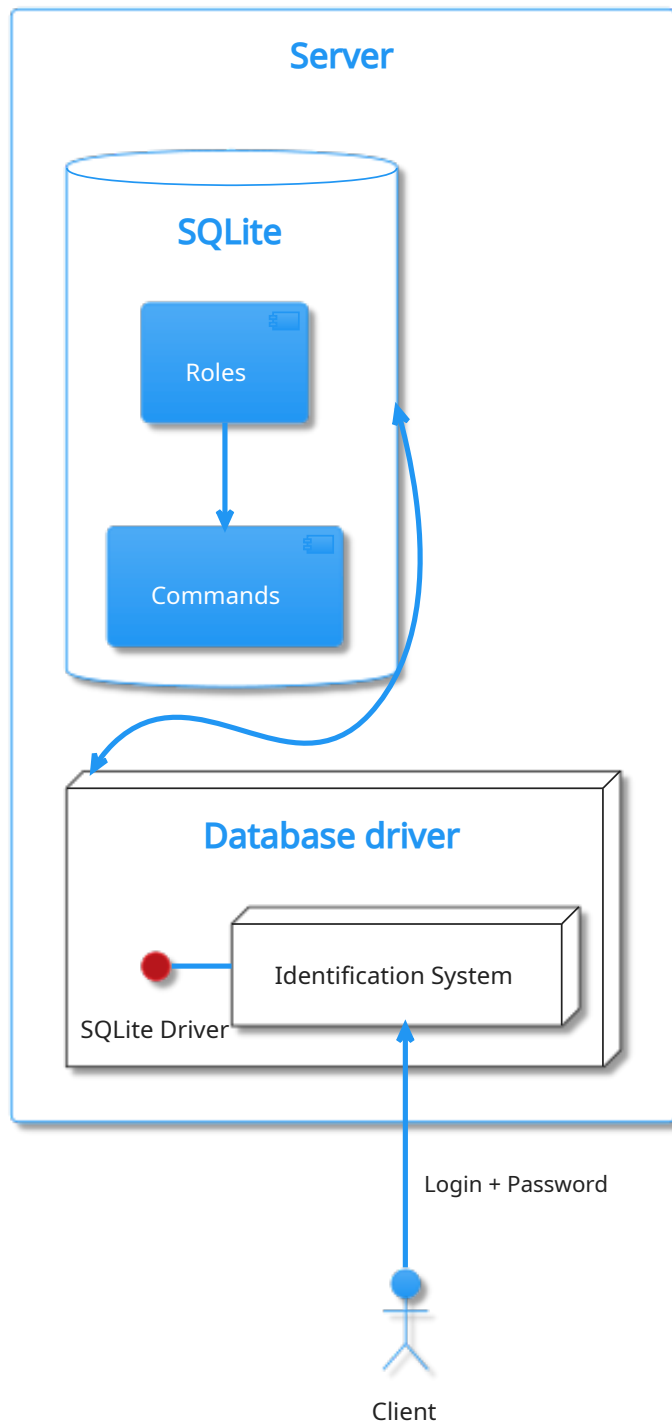 Server
SQLite
Roles
Commands
Database driver
Identification System
SQLite Driver
Login + Password
Client